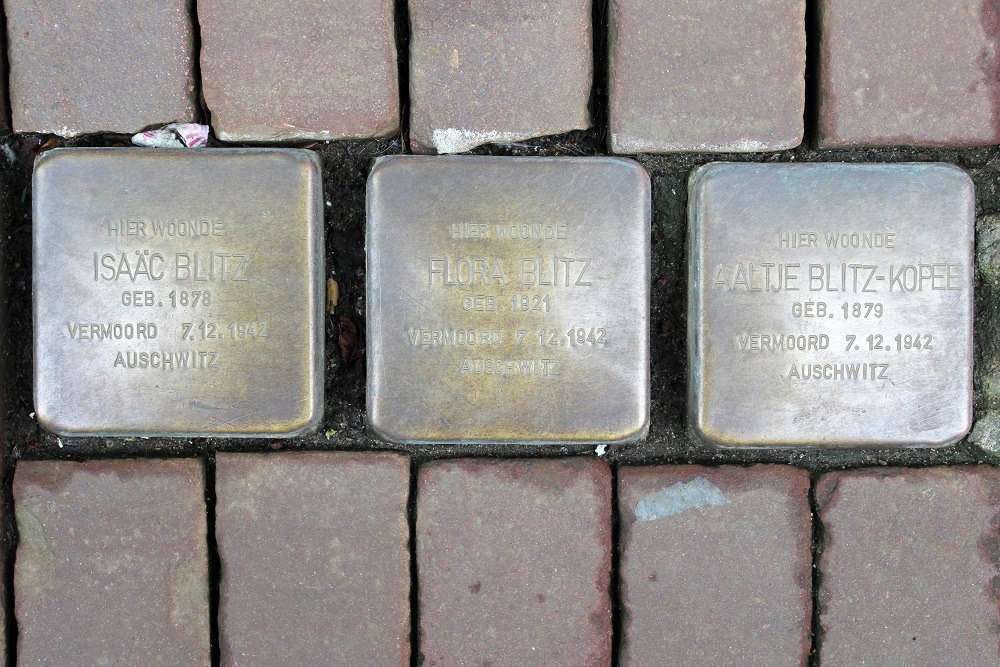 HIER WOONDE
ISAÄC BLITZ
GEB. 1878
VERMOORD 7.12.1942
AUSCHWITZ
HIER WOONDE
FLORA BLITZ
GEB. 1921
VERMOORD 7.12.1942
AUSCHWITZ
HIER WOONDE
AALTJE BLITZ-KOPEE
GEB. 1879
VERMOORD 7.12.1942
AUSCHWITZ